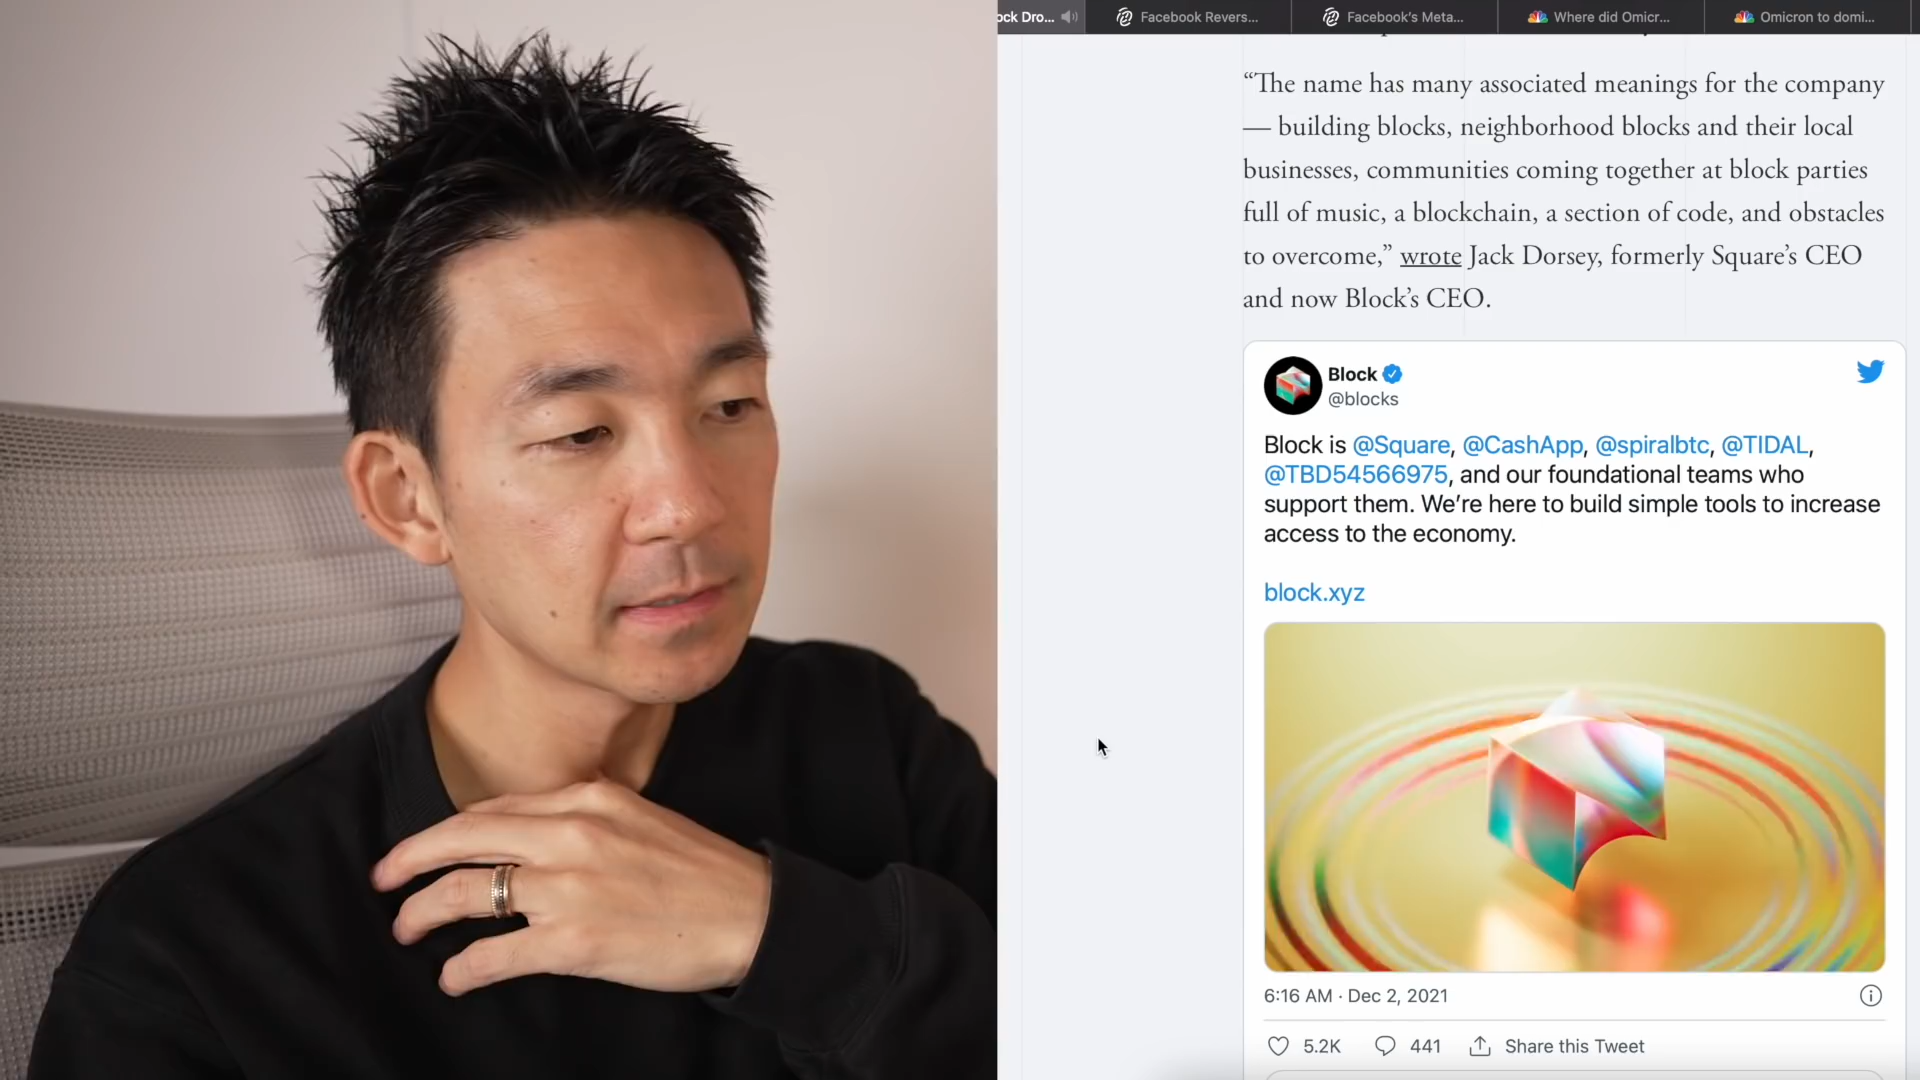 ock Dro...
Facebook Revers...
Facebook's Meta...
Where did Omicr...
Omicron to domi...
“The name has many associated meanings for the company
— building blocks, neighborhood blocks and their local
businesses, communities coming together at block parties
full of music, a blockchain, a section of code, and obstacles
to overcome,” wrote Jack Dorsey, formerly Square’s CEO
and now Block’s CEO.
Block
@blocks
Block is @Square, @CashApp, @spiralbtc, @TIDAL,
@TBD54566975, and our foundational teams who
support them. We’re here to build simple tools to increase
access to the economy.
block.xyz
6:16 AM · Dec 2, 2021
5.2K
441
Share this Tweet